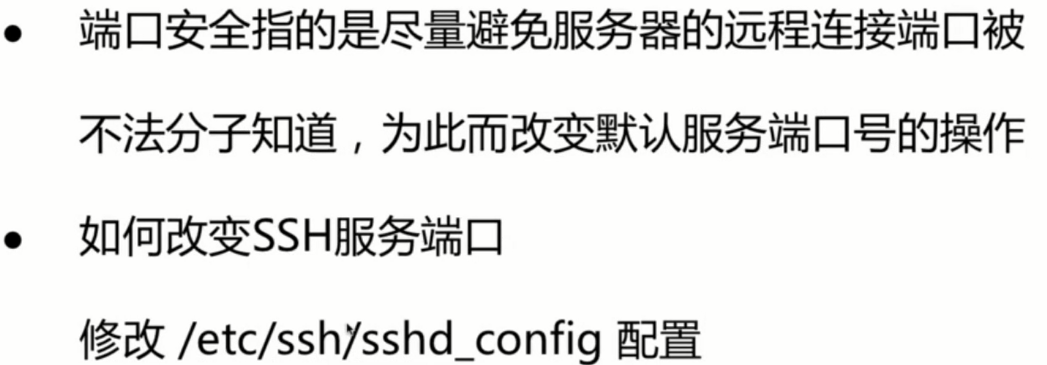 ● 端口安全指的是尽量避免服务器的远程连接端口被
不法分子知道，为此而改变默认服务端口号的操作
● 如何改变SSH服务端口
修改 /etc/ssh/sshd_config 配置